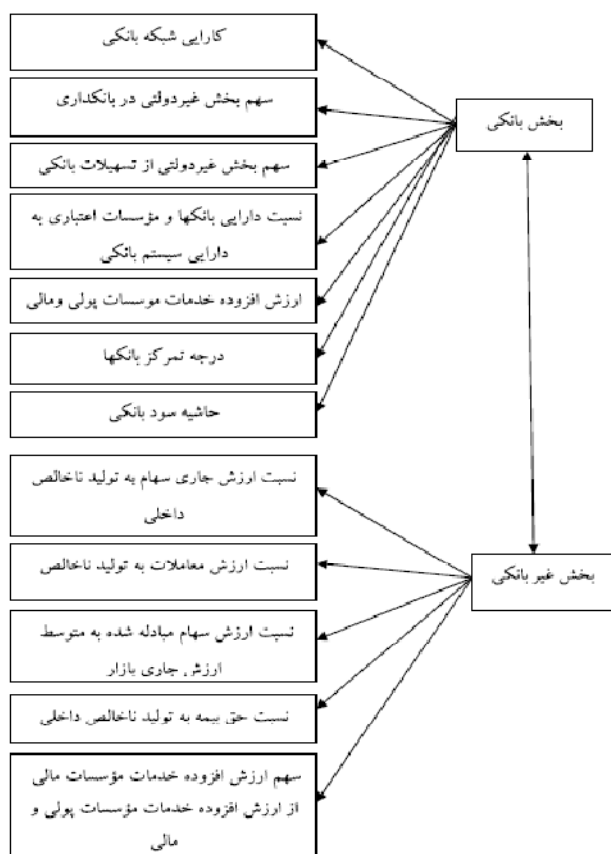 کارایی شبکه بانکی
سهم بخش غیردولتی در بانکداری
بخش بانکی
سهم بخش غیردولتی از تسهیلات بانکی
نسبت دارایی بانکها و مؤسسات اعتباری به
دارایی سیستم بانکی
ارزش افزوده خدمات موسسات پولی ومالی
درجه تمرکز بانکها
حاشیه سود بانکی
نسبت ارزش جاری سهام به تولید ناخالص
داخلی
نسبت ارزش معاملات به تولید ناخالص
بخش غیر بانکی
نسبت ارزش سهام مبادله شده به متوسط
ارزش جاری بازار
نسبت حق بیمه به تولید ناخالص داخلی
سهم ارزش افزوده خدمات مؤسسات مالی
از ارزش افزوده خدمات مؤسسات پولی و
مالی